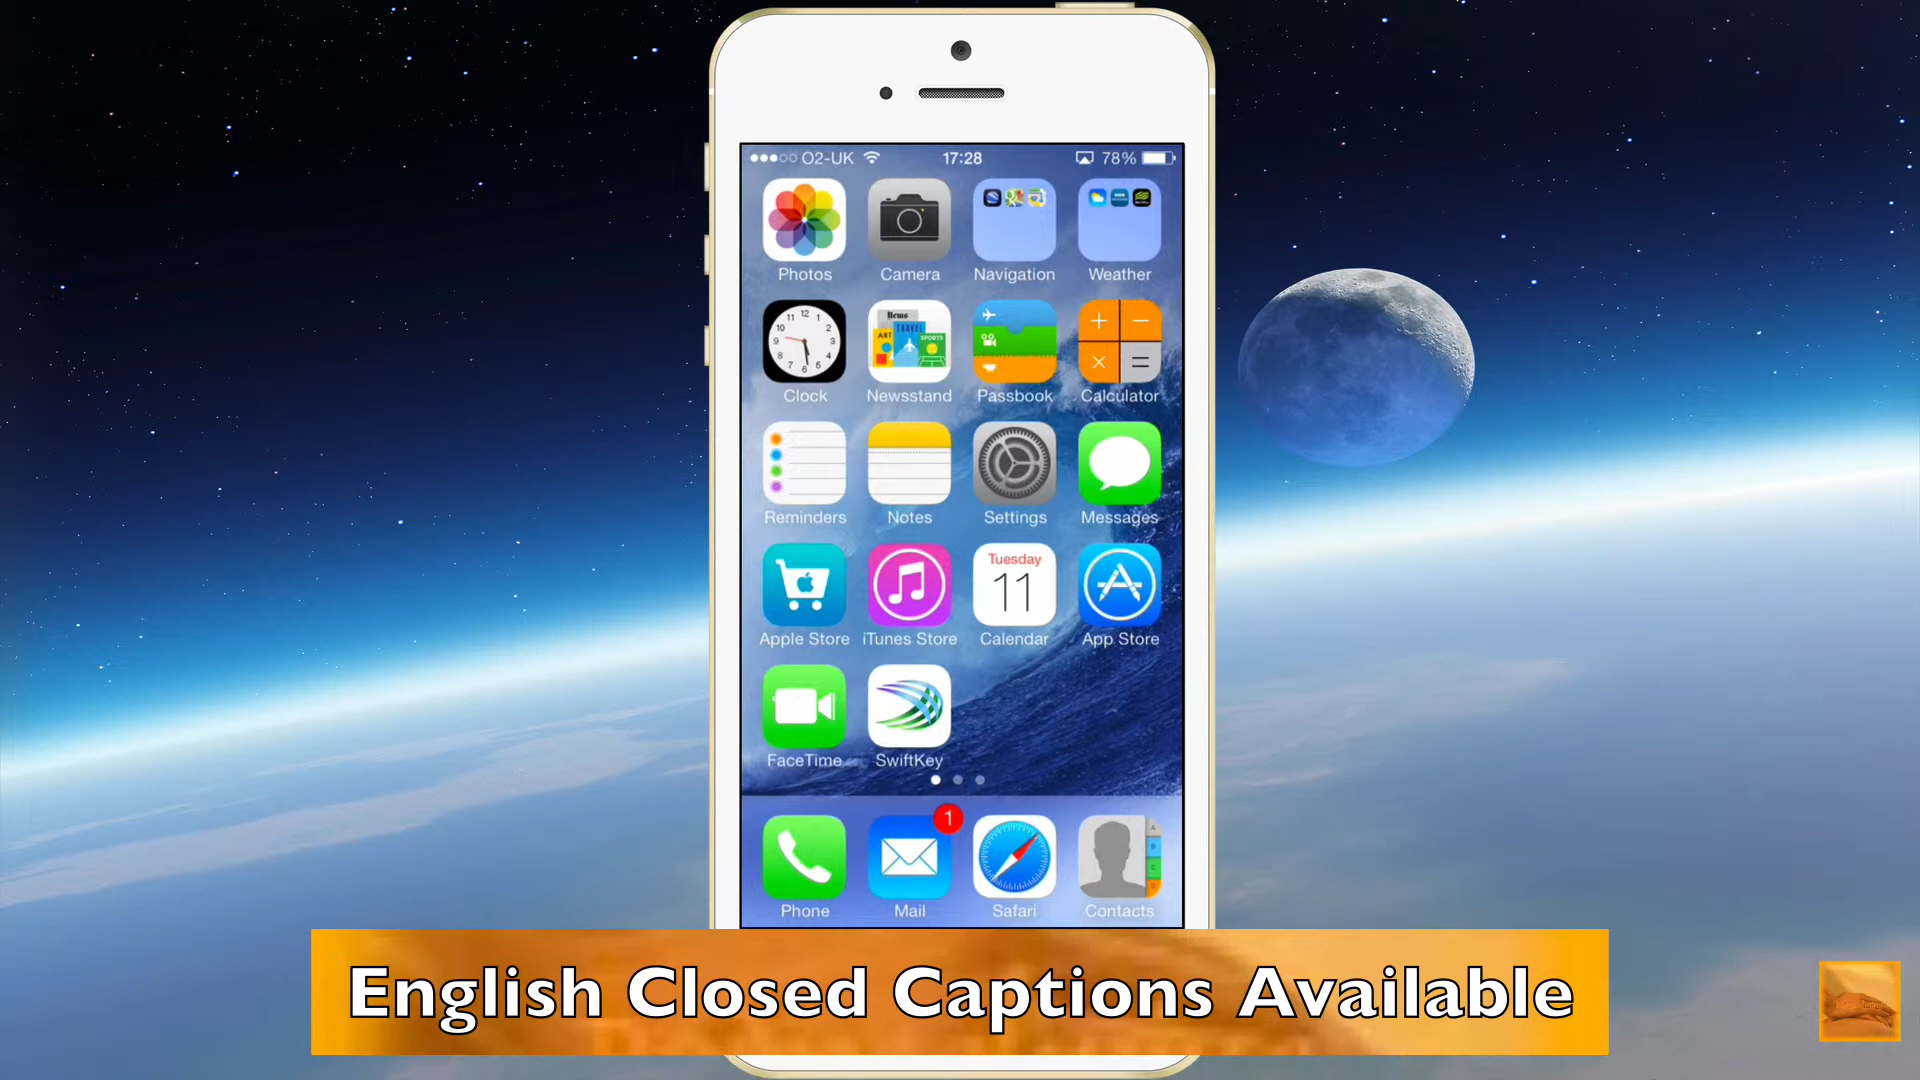 O2-UK 17:28 78%
Photos Camera Navigation Weather
Clock Newsstand Passbook Calculator
Reminders Notes Settings Messages
Tuesday
11
Apple Store iTunes Store Calendar App Store
FaceTime SwiftKey
1
Phone Mail Safari Contacts
English Closed Captions Available